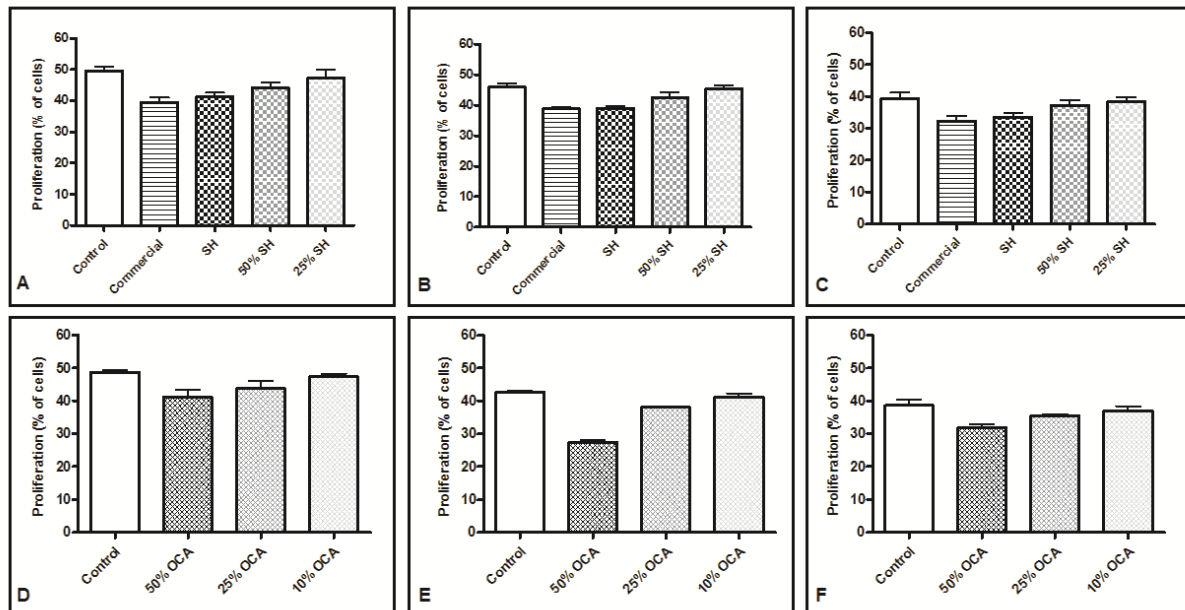 Proliferation (% of cells)
60
50
40
30
20
10
0
Control
Commercial
SH
50% SH
25% SH
A
Proliferation (% of cells)
60
50
40
30
20
10
0
Control
Commercial
SH
50% SH
25% SH
B
Proliferation (% of cells)
60
50
40
30
20
10
0
Control
Commercial
SH
50% SH
25% SH
C
Proliferation (% of cells)
60
50
40
30
20
10
0
Control
50% OCA
25% OCA
10% OCA
D
Proliferation (% of cells)
60
50
40
30
20
10
0
Control
50% OCA
25% OCA
10% OCA
E
Proliferation (% of cells)
60
50
40
30
20
10
0
Control
50% OCA
25% OCA
10% OCA
F